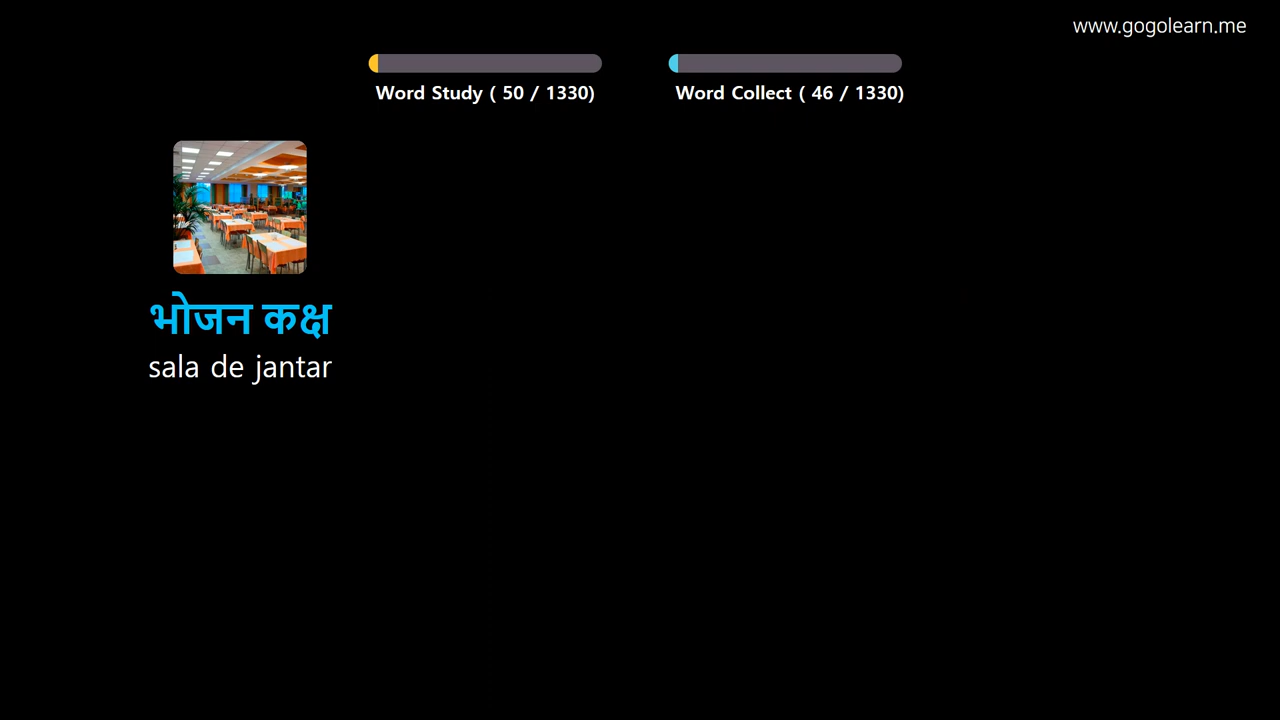 www.gogolearn.me
Word Study ( 50 / 1330)
Word Collect ( 46 / 1330)
भोजन कक्ष
sala de jantar